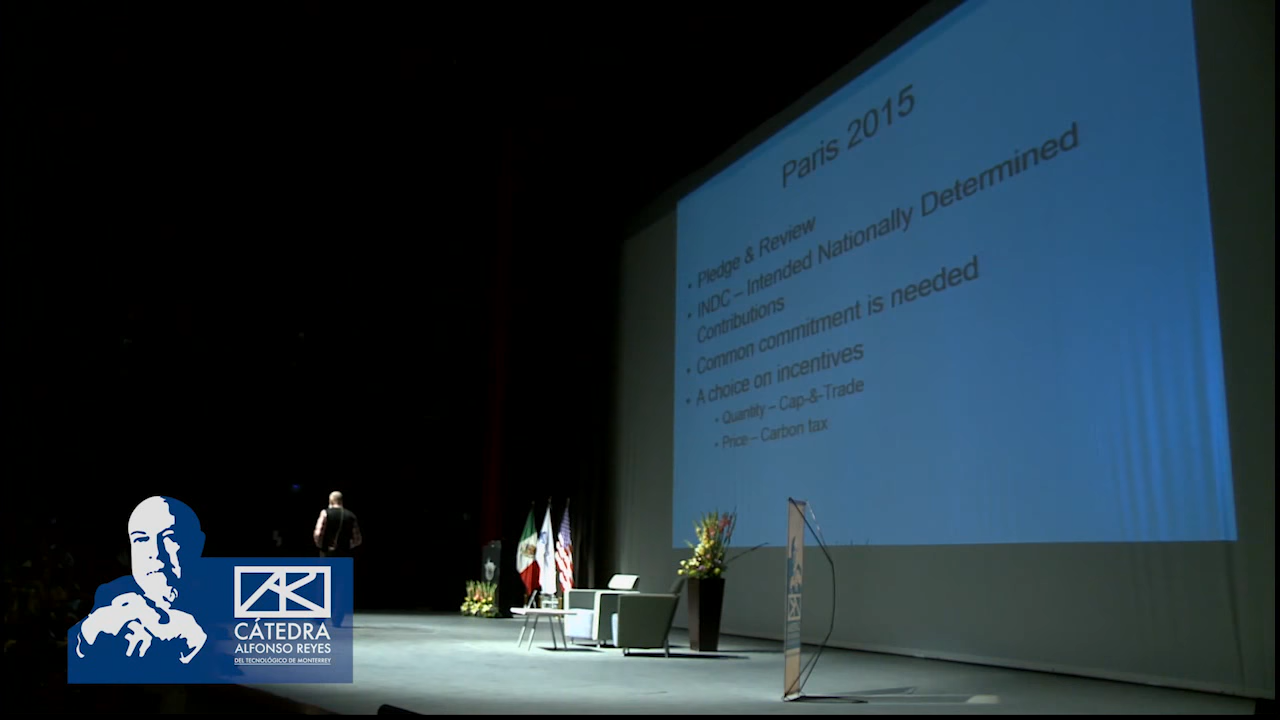 Paris 2015
• Pledge & Review
• INDC – Intended Nationally Determined
Contributions
• Common commitment is needed
• A choice on incentives
• Quantity – Cap-&-Trade
• Price – Carbon tax
CÁTEDRA
ALFONSO REYES
DEL TECNOLÓGICO DE MONTERREY